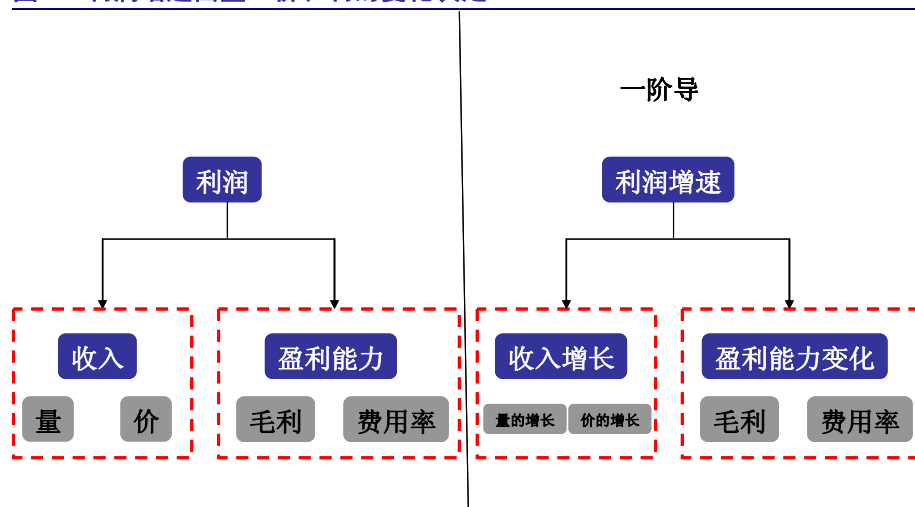 一阶导
利润
利润增速
收入
盈利能力
收入增长
盈利能力变化
量
价
毛利
费用率
量的增长
价的增长
毛利
费用率